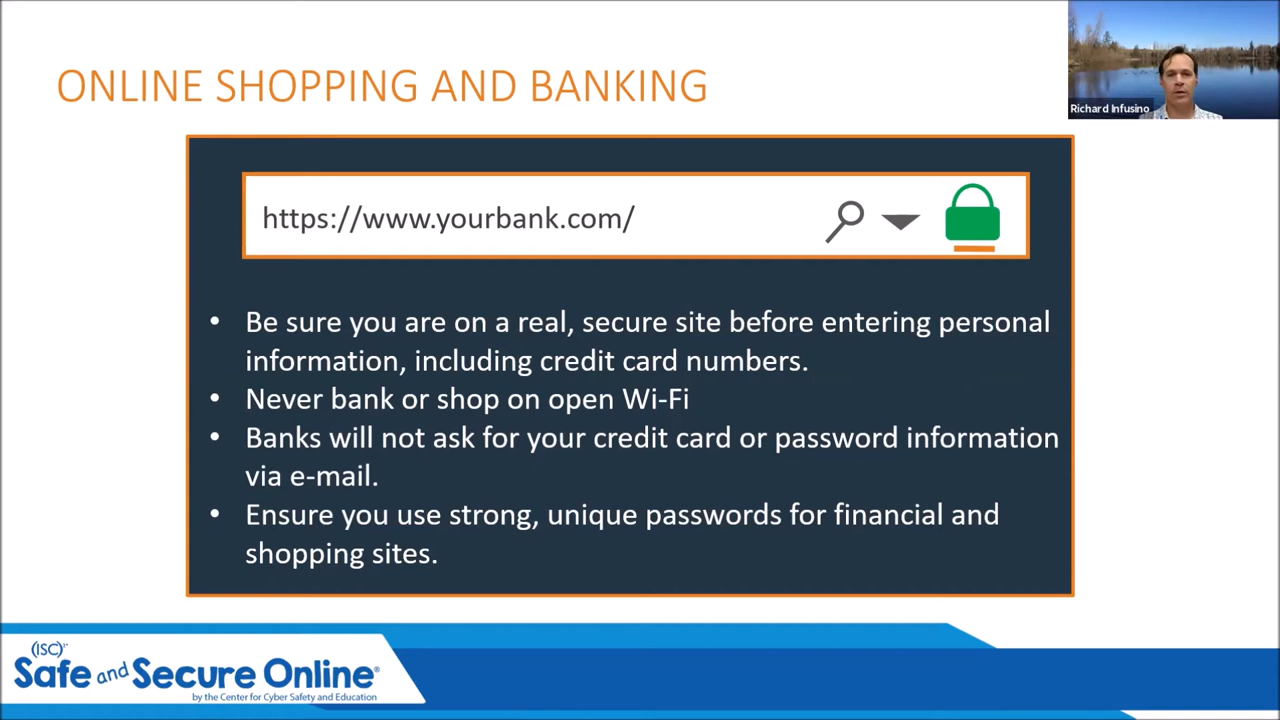 ONLINE SHOPPING AND BANKING
Richard Infusino
https://www.yourbank.com/
• Be sure you are on a real, secure site before entering personal
information, including credit card numbers.
• Never bank or shop on open Wi-Fi
• Banks will not ask for your credit card or password information
via e-mail.
• Ensure you use strong, unique passwords for financial and
shopping sites.
(ISC)²
Safe and Secure Online®
by the Center for Cyber Safety and Education